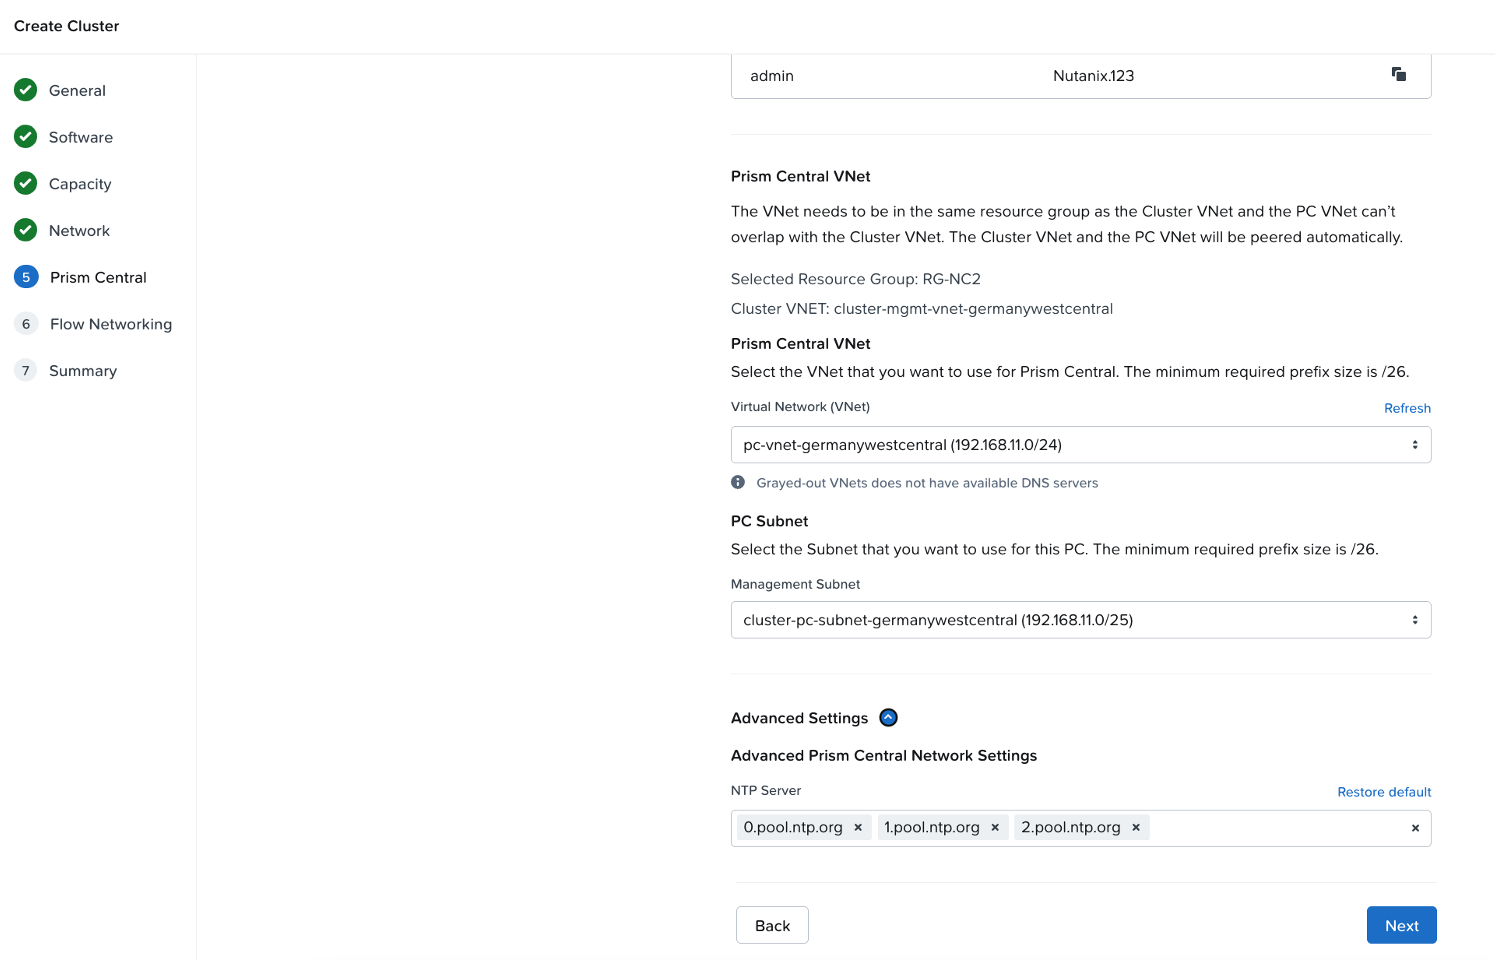 Create Cluster
General
Software
Capacity
Network
5 Prism Central
6 Flow Networking
7 Summary
admin Nutanix.123
Prism Central VNet
The VNet needs to be in the same resource group as the Cluster VNet and the PC VNet can’t
overlap with the Cluster VNet. The Cluster VNet and the PC VNet will be peered automatically.
Selected Resource Group: RG-NC2
Cluster VNET: cluster-mgmt-vnet-germanywestcentral
Prism Central VNet
Select the VNet that you want to use for Prism Central. The minimum required prefix size is /26.
Virtual Network (VNet) Refresh
pc-vnet-germanywestcentral (192.168.11.0/24)
Grayed-out VNets does not have available DNS servers
PC Subnet
Select the Subnet that you want to use for this PC. The minimum required prefix size is /26.
Management Subnet
cluster-pc-subnet-germanywestcentral (192.168.11.0/25)
Advanced Settings
Advanced Prism Central Network Settings
NTP Server Restore default
0.pool.ntp.org × 1.pool.ntp.org × 2.pool.ntp.org × ×
Back Next